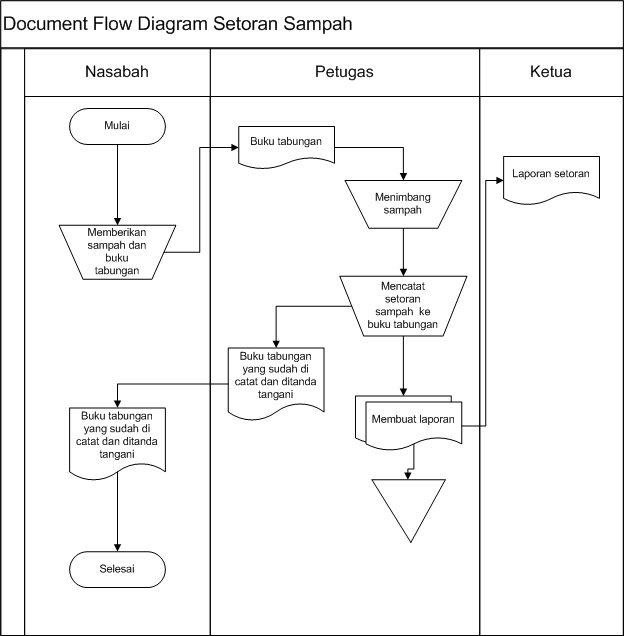 Document Flow Diagram Setoran Sampah
Nasabah
Petugas
Ketua
Mulai
Memberikan
sampah dan
buku
tabungan
Buku tabungan
Menimbang
sampah
Mencatat
setoran
sampah ke
buku tabungan
Buku tabungan
yang sudah di
catat dan ditanda
tangani
Membuat laporan
Laporan setoran
Buku tabungan
yang sudah di
catat dan ditanda
tangani
Selesai